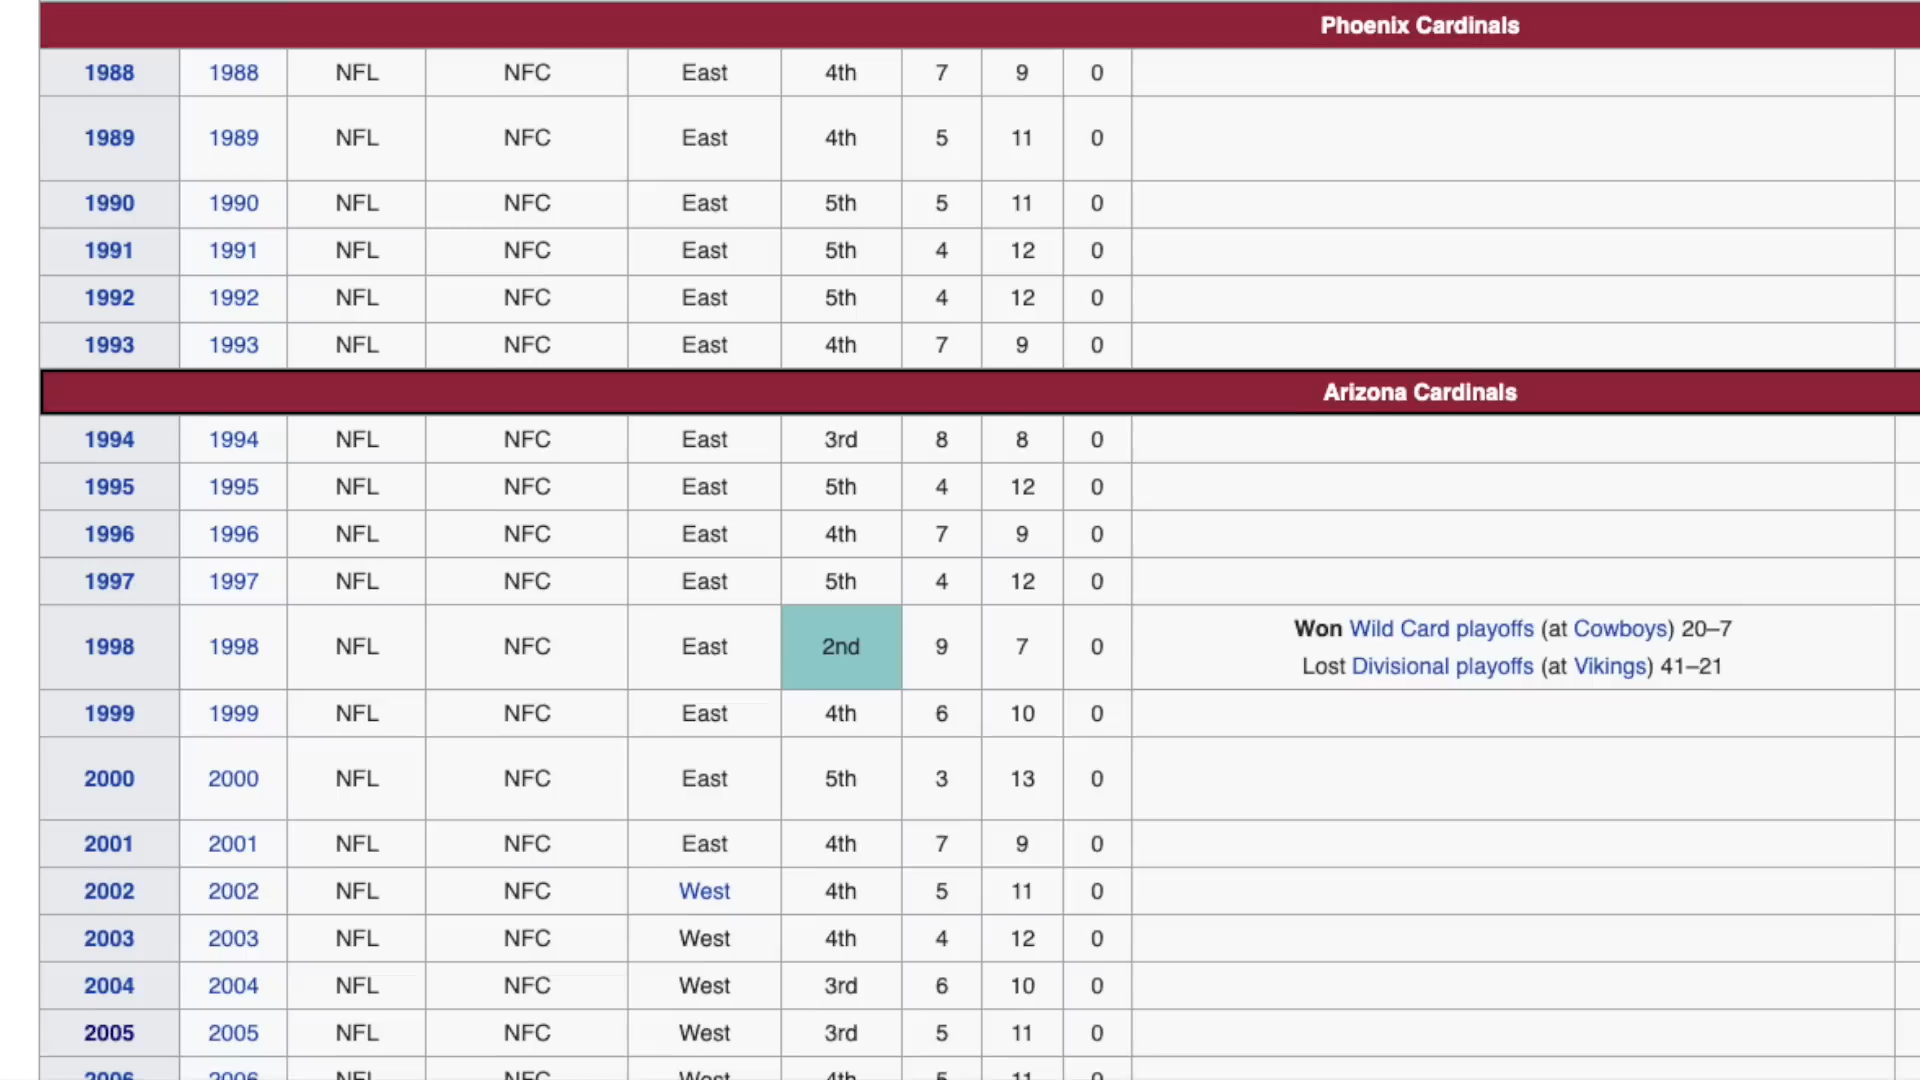 Phoenix Cardinals
1988 1988 NFL NFC East 4th 7 9 0
1989 1989 NFL NFC East 4th 5 11 0
1990 1990 NFL NFC East 5th 5 11 0
1991 1991 NFL NFC East 5th 4 12 0
1992 1992 NFL NFC East 5th 4 12 0
1993 1993 NFL NFC East 4th 7 9 0
Arizona Cardinals
1994 1994 NFL NFC East 3rd 8 8 0
1995 1995 NFL NFC East 5th 4 12 0
1996 1996 NFL NFC East 4th 7 9 0
1997 1997 NFL NFC East 5th 4 12 0
1998 1998 NFL NFC East 2nd 9 7 0 Won Wild Card playoffs (at Cowboys) 20–7
Lost Divisional playoffs (at Vikings) 41–21
1999 1999 NFL NFC East 4th 6 10 0
2000 2000 NFL NFC East 5th 3 13 0
2001 2001 NFL NFC East 4th 7 9 0
2002 2002 NFL NFC West 4th 5 11 0
2003 2003 NFL NFC West 4th 4 12 0
2004 2004 NFL NFC West 3rd 6 10 0
2005 2005 NFL NFC West 3rd 5 11 0
2006 2006 NFL NFC West 4th 5 11 0